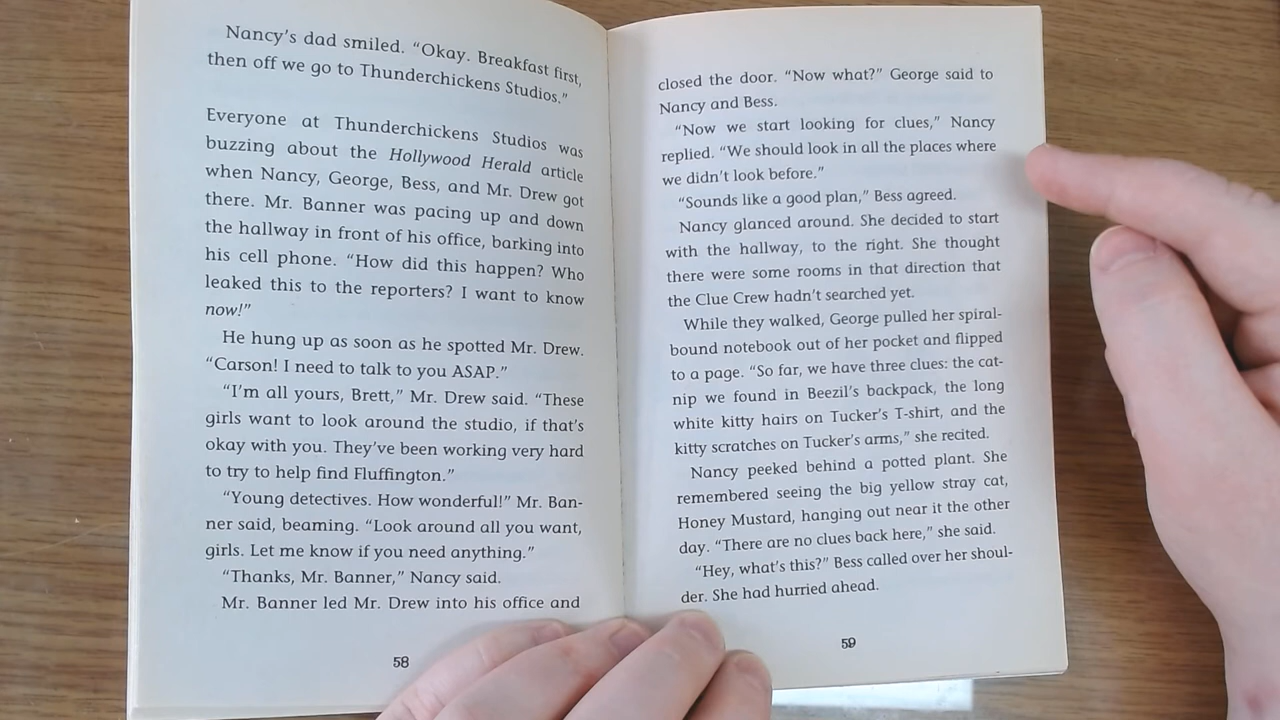 Nancy's dad smiled. “Okay. Breakfast first,
then off we go to Thunderchickens Studios.”
Everyone at Thunderchickens Studios was
buzzing about the Hollywood Herald article
when Nancy, George, Bess, and Mr. Drew got
there. Mr. Banner was pacing up and down
the hallway in front of his office, barking into
his cell phone. “How did this happen? Who
leaked this to the reporters? I want to know
now!”
He hung up as soon as he spotted Mr. Drew.
“Carson! I need to talk to you ASAP.”
“I'm all yours, Brett,” Mr. Drew said. “These
girls want to look around the studio, if that's
okay with you. They've been working very hard
to try to help find Fluffington.”
“Young detectives. How wonderful!” Mr. Ban-
ner said, beaming. “Look around all you want,
girls. Let me know if you need anything.”
“Thanks, Mr. Banner,” Nancy said.
Mr. Banner led Mr. Drew into his office and
58
closed the door. “Now what?” George said to
Nancy and Bess.
“Now we start looking for clues,” Nancy
replied. “We should look in all the places where
we didn't look before.”
“Sounds like a good plan,” Bess agreed.
Nancy glanced around. She decided to start
with the hallway, to the right. She thought
there were some rooms in that direction that
the Clue Crew hadn't searched yet.
While they walked, George pulled her spiral-
bound notebook out of her pocket and flipped
to a page. “So far, we have three clues: the cat-
nip we found in Beezil's backpack, the long
white kitty hairs on Tucker's T-shirt, and the
kitty scratches on Tucker's arms,” she recited.
Nancy peeked behind a potted plant. She
remembered seeing the big yellow stray cat,
Honey Mustard, hanging out near it the other
day. “There are no clues back here,” she said.
“Hey, what's this?” Bess called over her shoul-
der. She had hurried ahead.
59